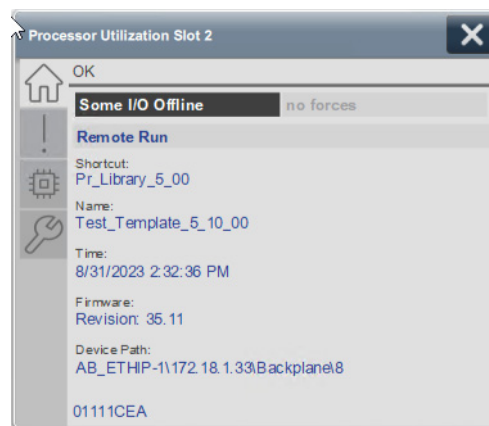 Processor Utilization Slot 2
OK
Some I/O Offline no forces
Remote Run
Shortcut:
Pr_Library_5_00
Name:
Test_Template_5_10_00
Time:
8/31/2023 2:32:36 PM
Firmware:
Revision: 35.11
Device Path:
AB_ETHIP-1\172.18.1.33\Backplane\8
01111CEA